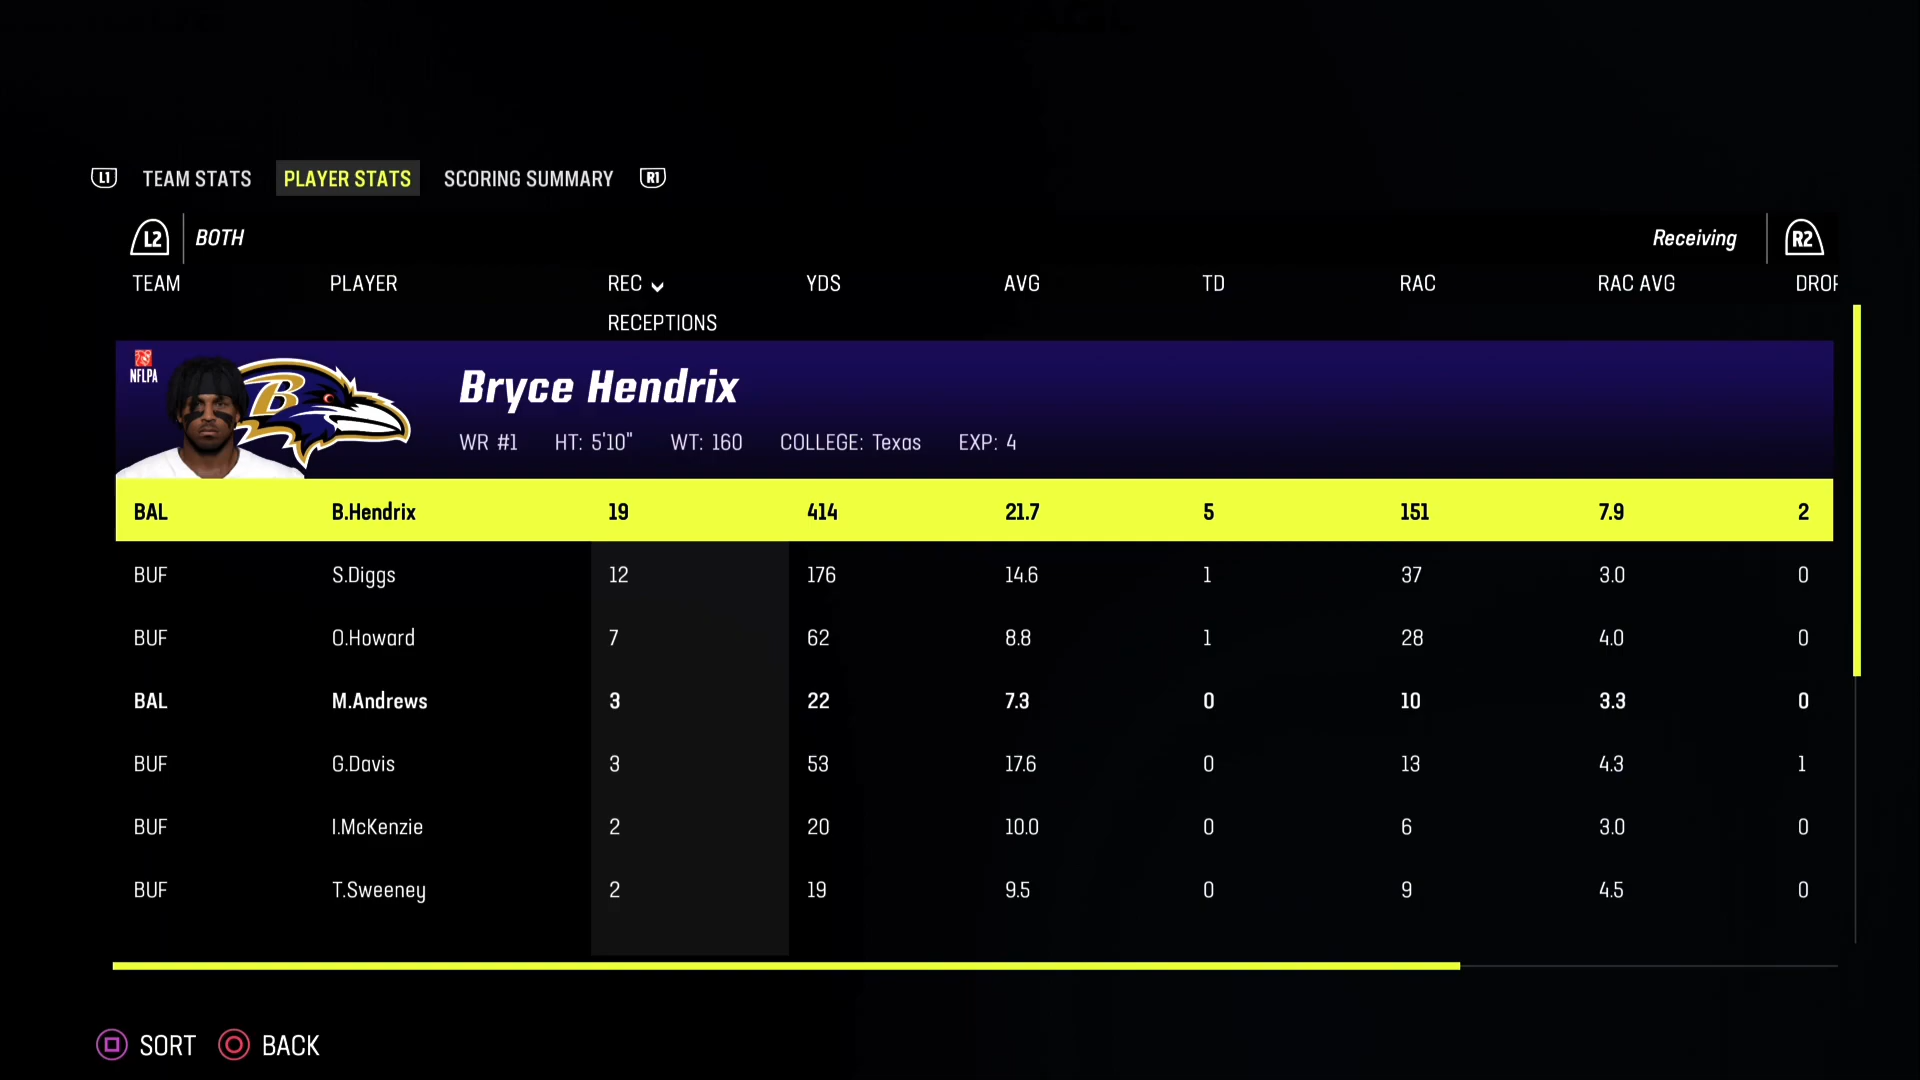 L1 TEAM STATS PLAYER STATS SCORING SUMMARY R1
L2 BOTH Receiving R2
TEAM PLAYER REC YDS AVG TD RAC RAC AVG DROP
RECEPTIONS
NFLPA
B
Bryce Hendrix
WR #1 HT: 5'10" WT: 160 COLLEGE: Texas EXP: 4
BAL B.Hendrix 19 414 21.7 5 151 7.9 2
BUF S.Diggs 12 176 14.6 1 37 3.0 0
BUF O.Howard 7 62 8.8 1 28 4.0 0
BAL M.Andrews 3 22 7.3 0 10 3.3 0
BUF G.Davis 3 53 17.6 0 13 4.3 1
BUF I.McKenzie 2 20 10.0 0 6 3.0 0
BUF T.Sweeney 2 19 9.5 0 9 4.5 0
SORT BACK